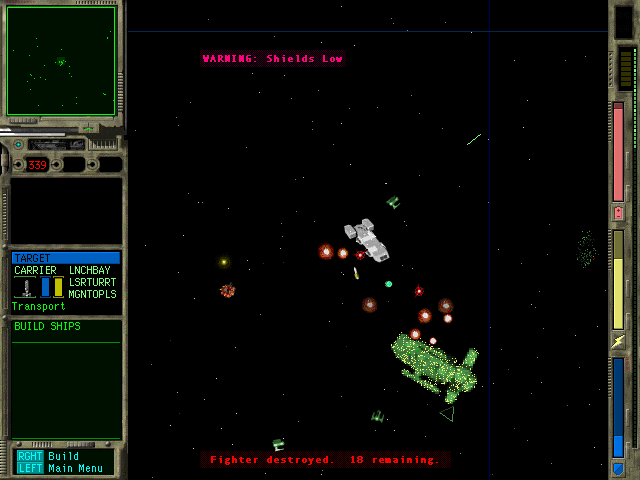 WARNING: Shields Low
339
TARGET
CARRIER LNCHBAY
LSRTURRT
MGNTOPLS
Transport
BUILD SHIPS
RGHT Build
LEFT Main Menu
Fighter destroyed. 18 remaining.